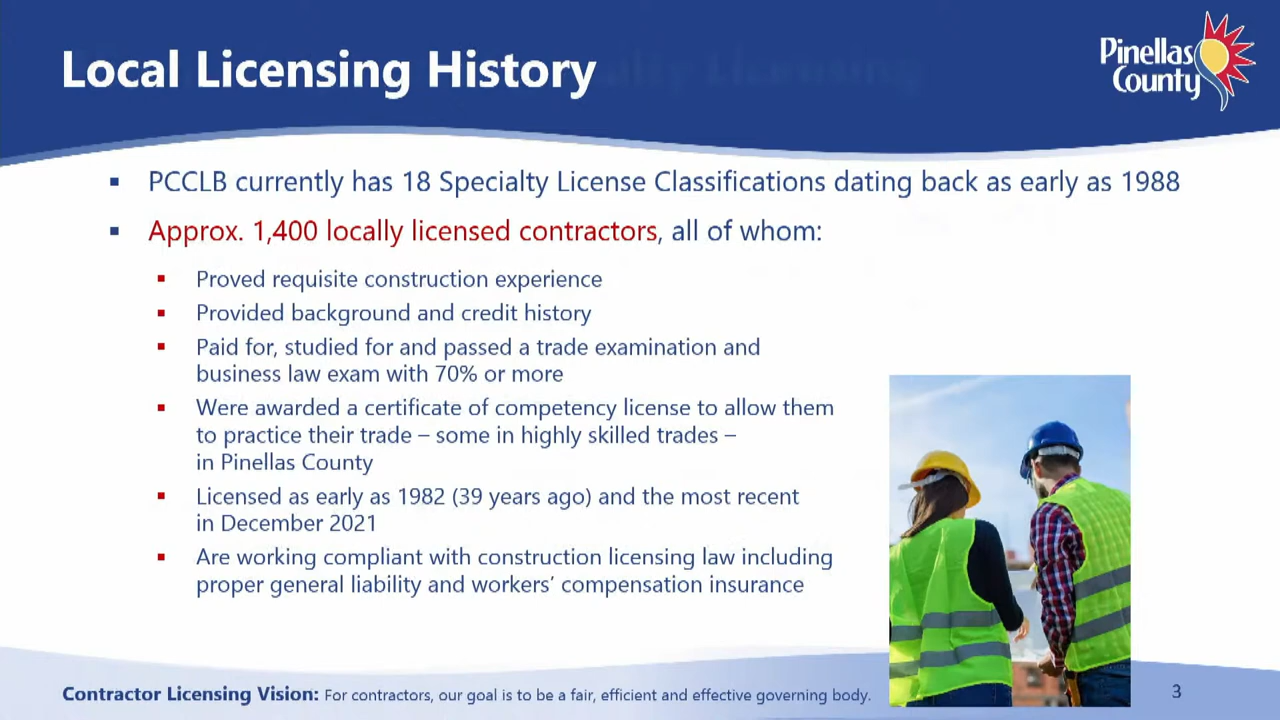 Local Licensing History
Pinellas
County
PCCLB currently has 18 Specialty License Classifications dating back as early as 1988
Approx. 1,400 locally licensed contractors, all of whom:
Proved requisite construction experience
Provided background and credit history
Paid for, studied for and passed a trade examination and
business law exam with 70% or more
Were awarded a certificate of competency license to allow them
to practice their trade – some in highly skilled trades –
in Pinellas County
Licensed as early as 1982 (39 years ago) and the most recent
in December 2021
Are working compliant with construction licensing law including
proper general liability and workers’ compensation insurance
Contractor Licensing Vision: For contractors, our goal is to be a fair, efficient and effective governing body.
3